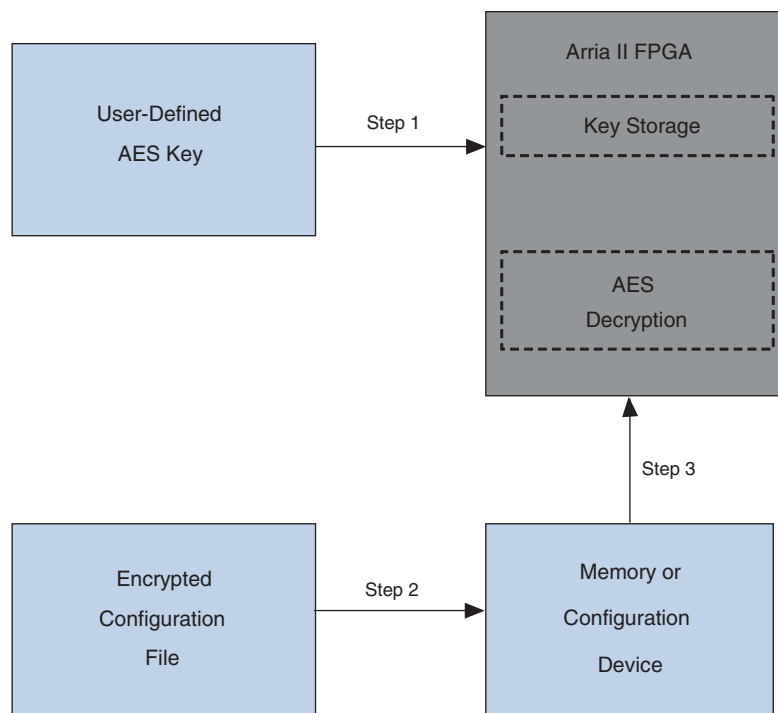 User-Defined
AES Key
Step 1
Arria II FPGA
Key Storage
AES
Decryption
Step 3
Encrypted
Configuration
File
Step 2
Memory or
Configuration
Device